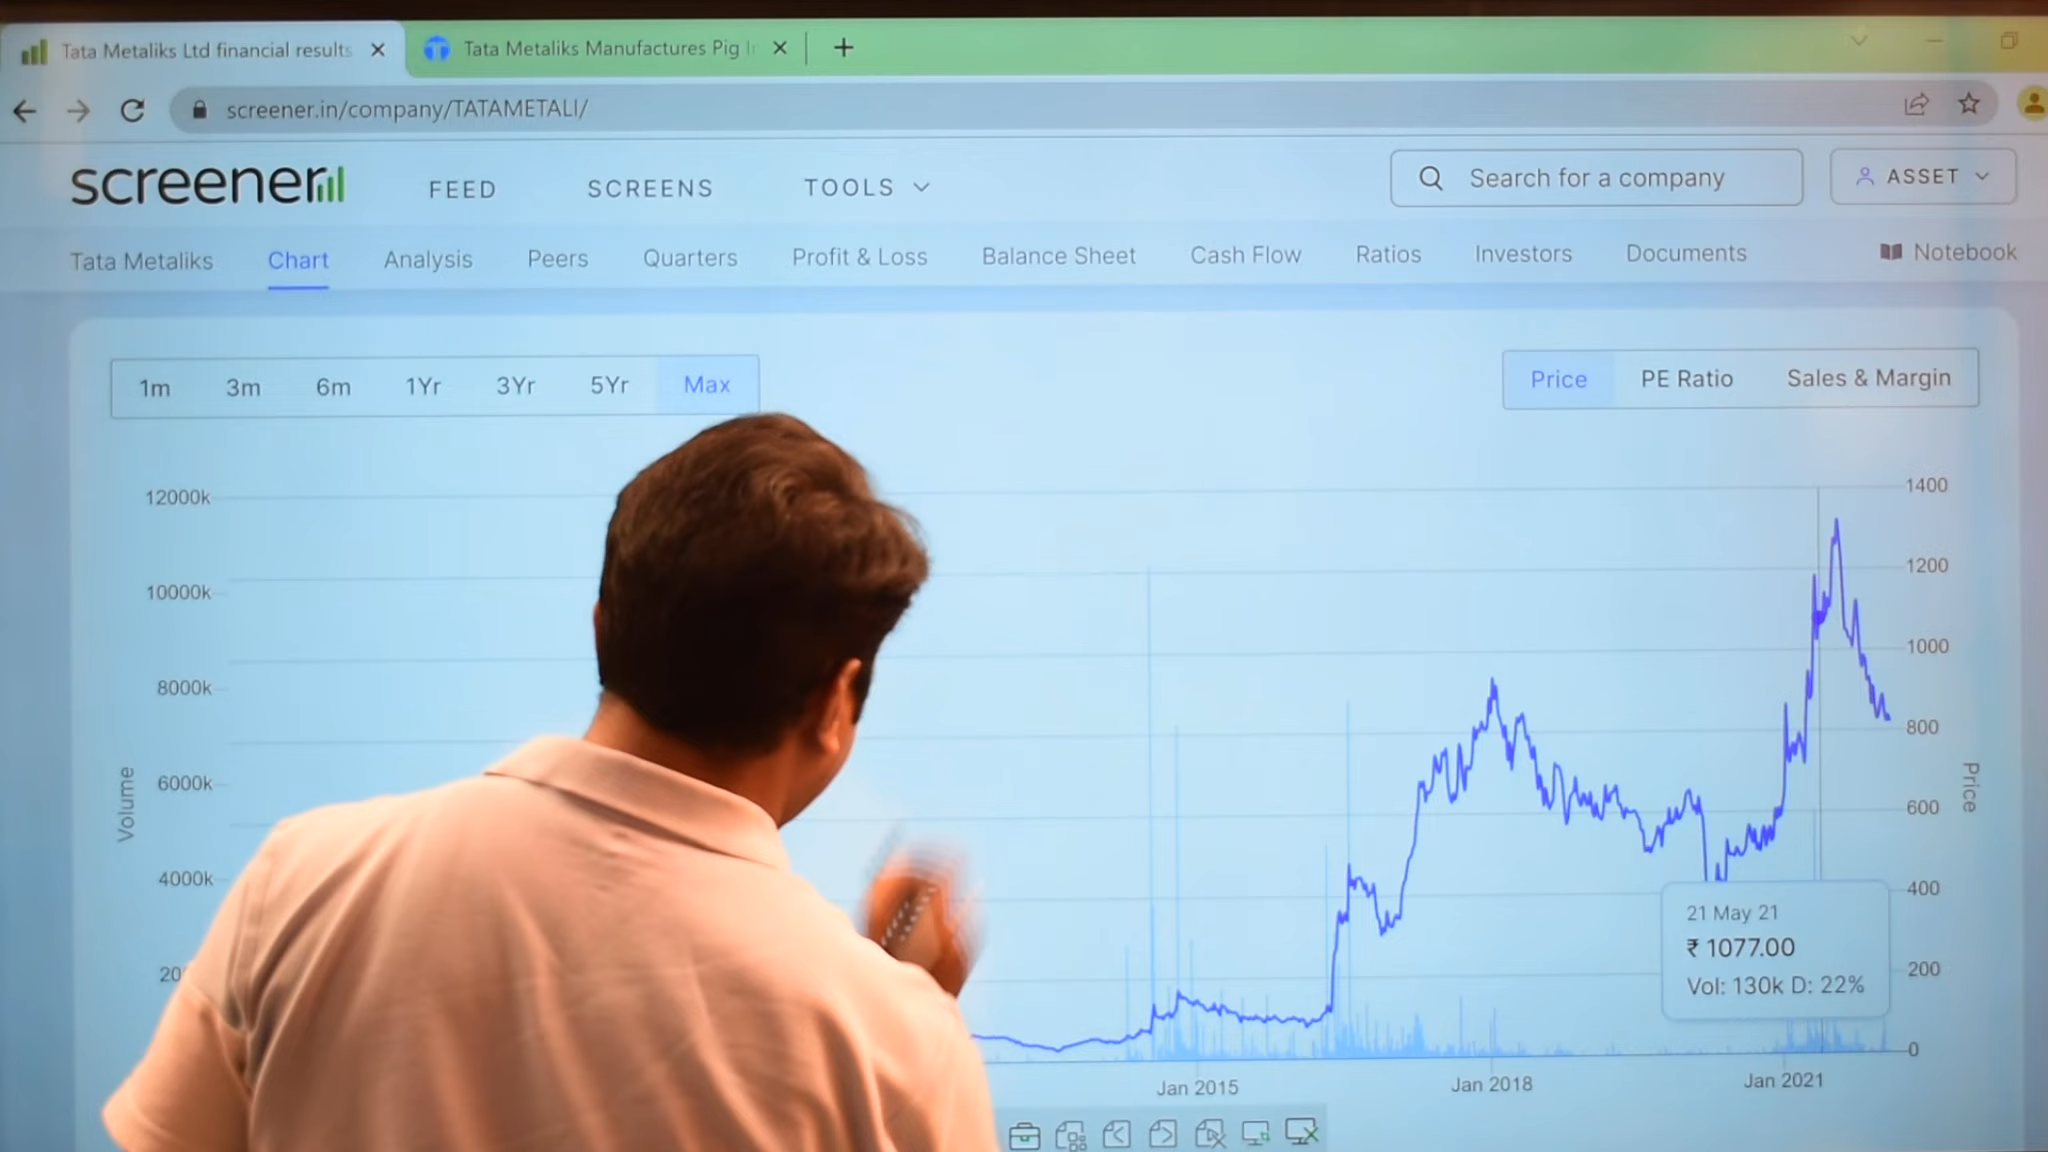 Tata Metaliks Ltd financial results
Tata Metaliks Manufactures Pig
screener.in/company/TATAMETALI/
screener
FEED
SCREENS
TOOLS
Search for a company
ASSET
Tata Metaliks
Chart
Analysis
Peers
Quarters
Profit & Loss
Balance Sheet
Cash Flow
Ratios
Investors
Documents
Notebook
1m
3m
6m
1Yr
3Yr
5Yr
Max
Price
PE Ratio
Sales & Margin
12000k
10000k
8000k
6000k
4000k
Volume
1400
1200
1000
800
600
400
200
0
Price
21 May 21
₹ 1077.00
Vol: 130k D: 22%
Jan 2015
Jan 2018
Jan 2021